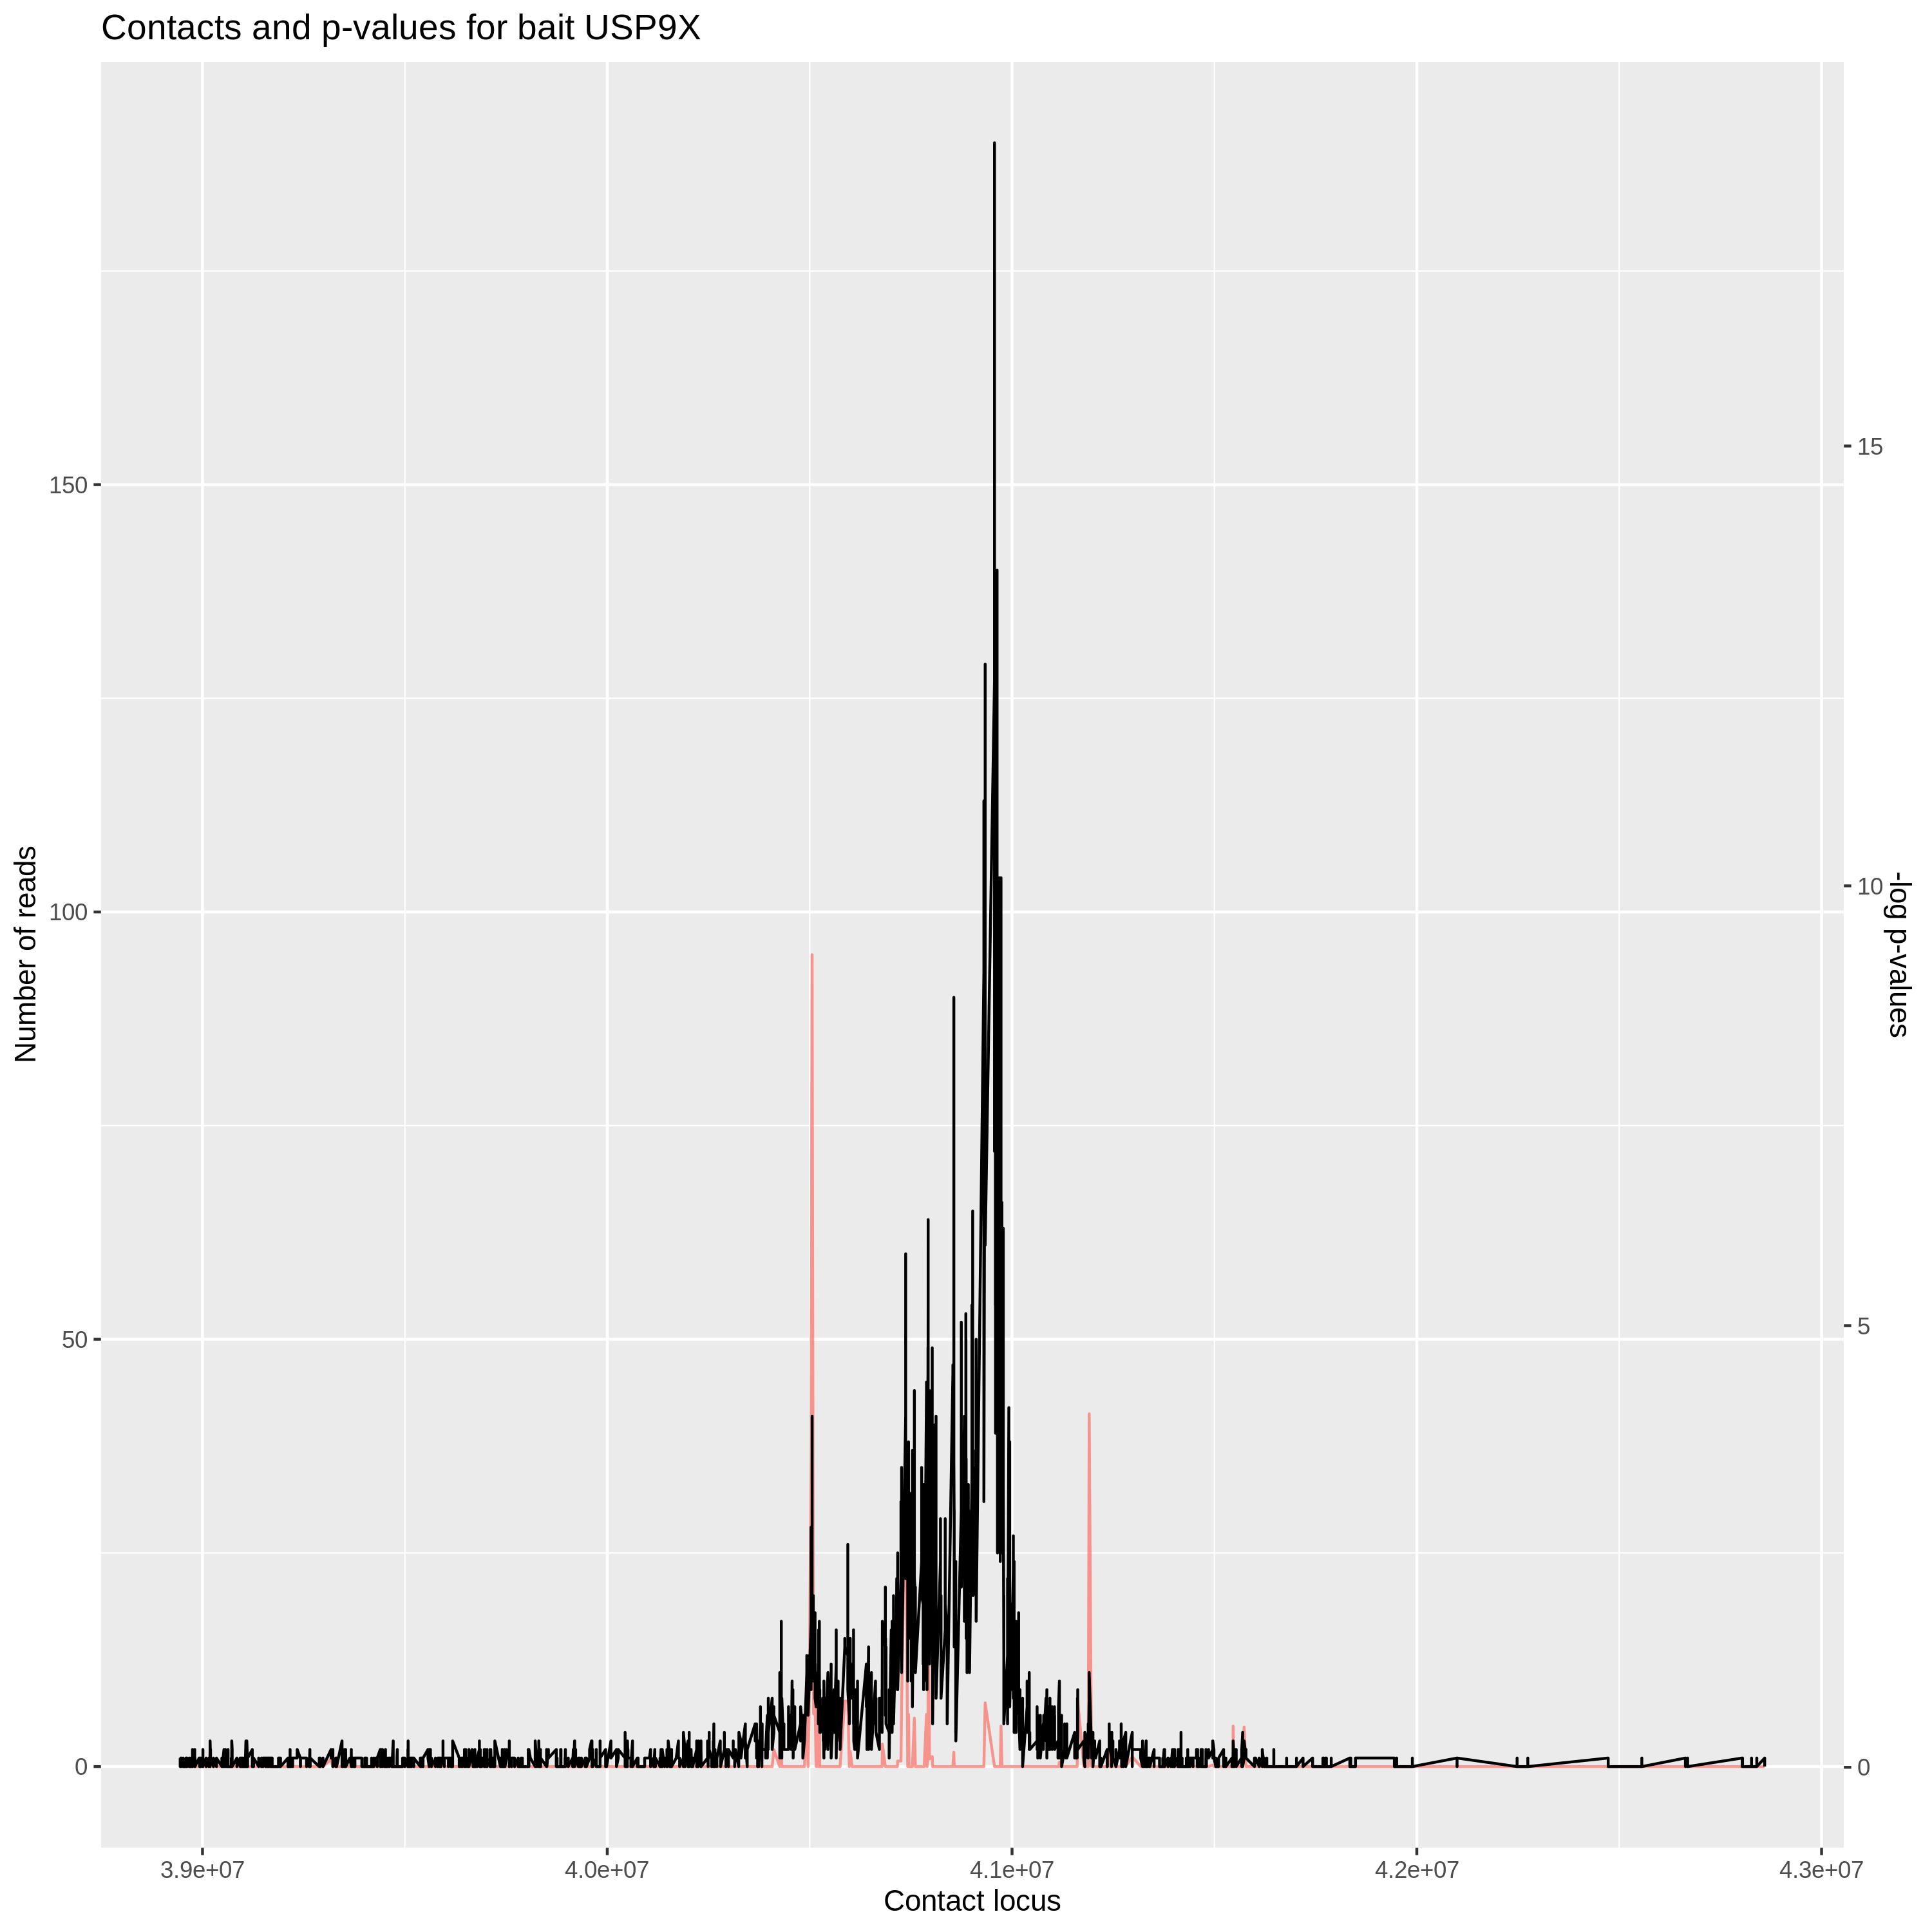 Contacts and p-values for bait USP9X
Number of reads
150
100
50
0
15
10
5
0
-log p-values
3.9e+07
4.0e+07
4.1e+07
4.2e+07
4.3e+07
Contact locus